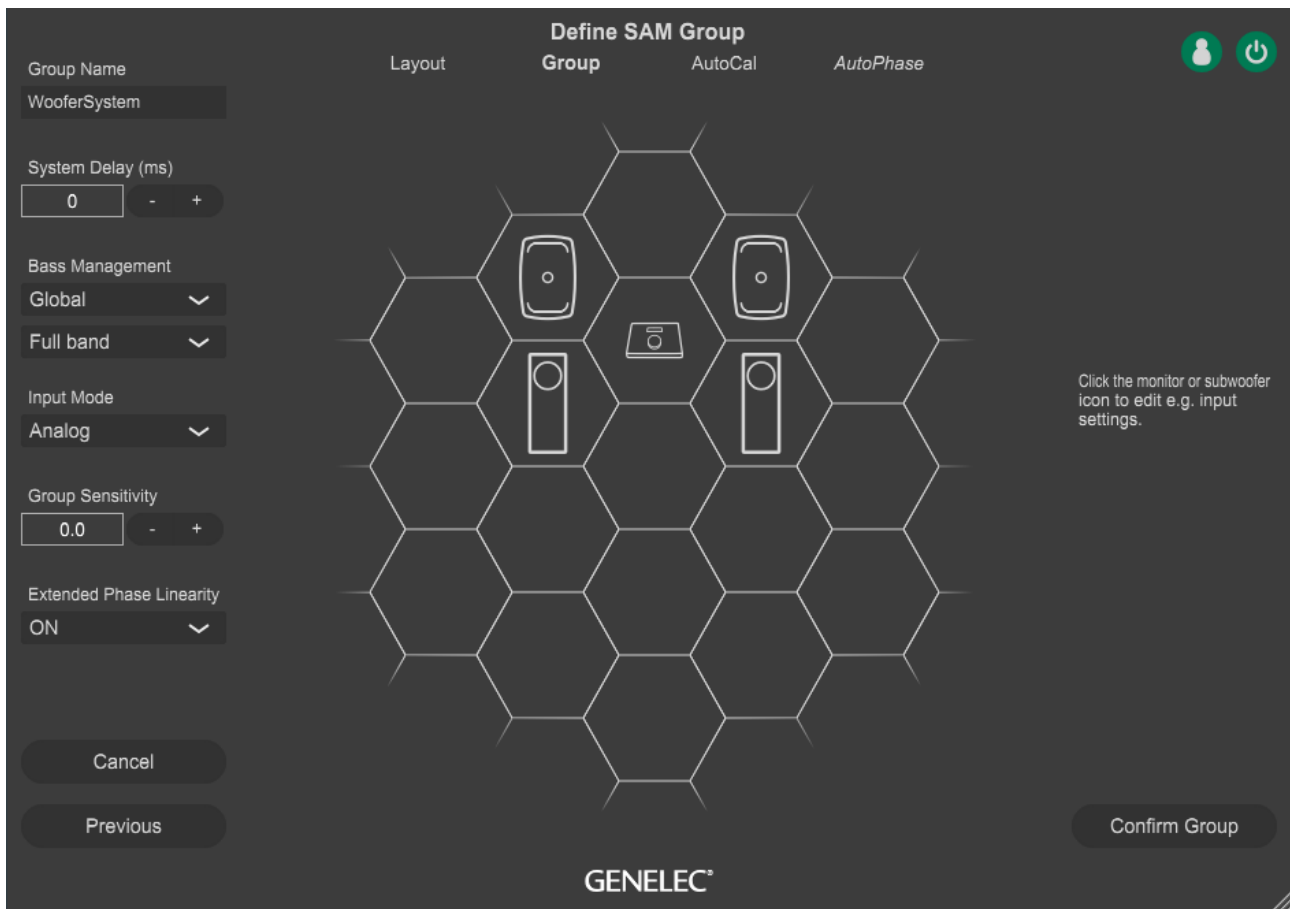 Define SAM Group
Layout Group AutoCal AutoPhase
Group Name
WooferSystem
System Delay (ms)
0 - +
Bass Management
Global
Full band
Input Mode
Analog
Group Sensitivity
0.0 - +
Extended Phase Linearity
ON
Click the monitor or subwoofer
icon to edit e.g. input
settings.
Cancel
Previous
Confirm Group
GENELEC®